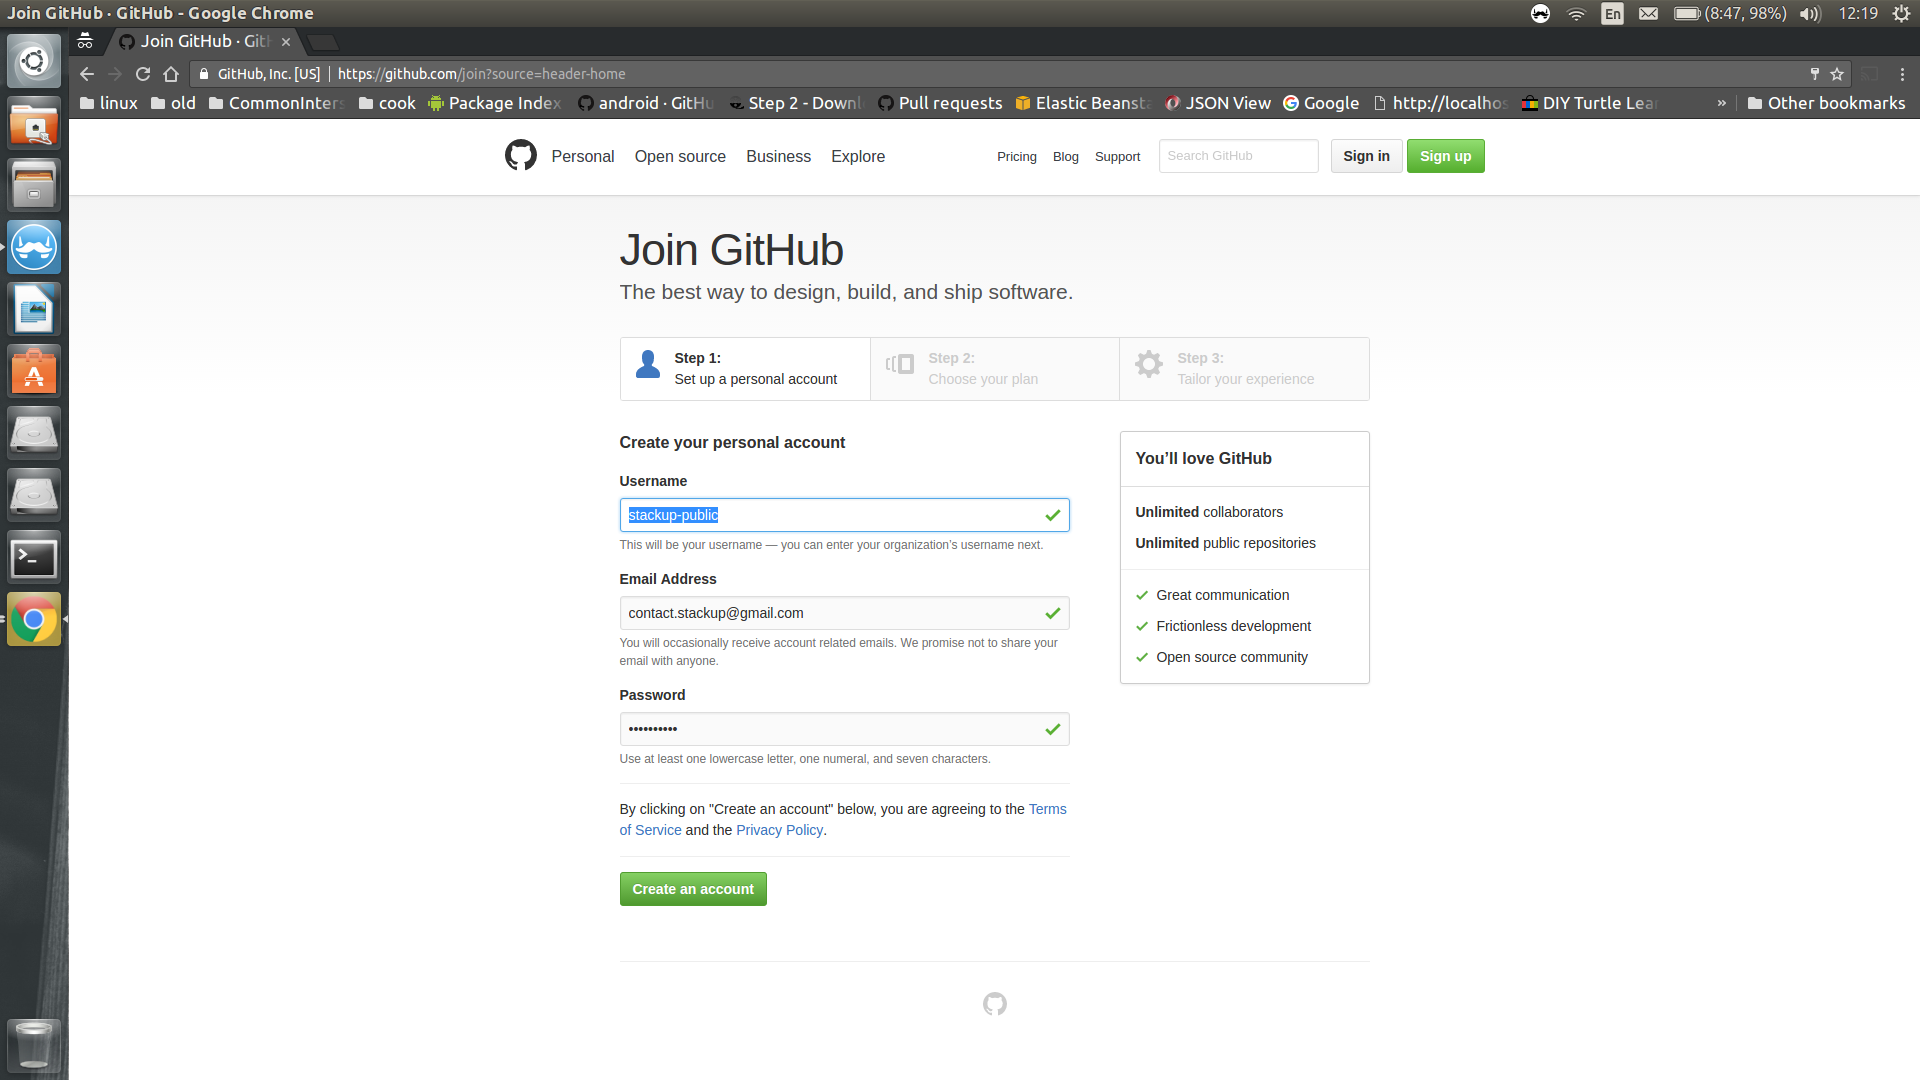 Join GitHub · GitHub - Google Chrome
En
(8:47, 98%)
12:19
Join GitHub · GitH
GitHub, Inc. [US] | https://github.com/join?source=header-home
linux old CommonInters cook Package Index android · GitHu Step 2 - Downl Pull requests Elastic Beansta JSON View Google http://localhos DIY Turtle Lear » Other bookmarks
Personal Open source Business Explore Pricing Blog Support Search GitHub Sign in Sign up
Join GitHub
The best way to design, build, and ship software.
Step 1:
Set up a personal account
Step 2:
Choose your plan
Step 3:
Tailor your experience
Create your personal account
Username
stackup-public
This will be your username — you can enter your organization’s username next.
Email Address
contact.stackup@gmail.com
You will occasionally receive account related emails. We promise not to share your
email with anyone.
Password
••••••••••
Use at least one lowercase letter, one numeral, and seven characters.
By clicking on "Create an account" below, you are agreeing to the Terms
of Service and the Privacy Policy.
Create an account
You’ll love GitHub
Unlimited collaborators
Unlimited public repositories
Great communication
Frictionless development
Open source community